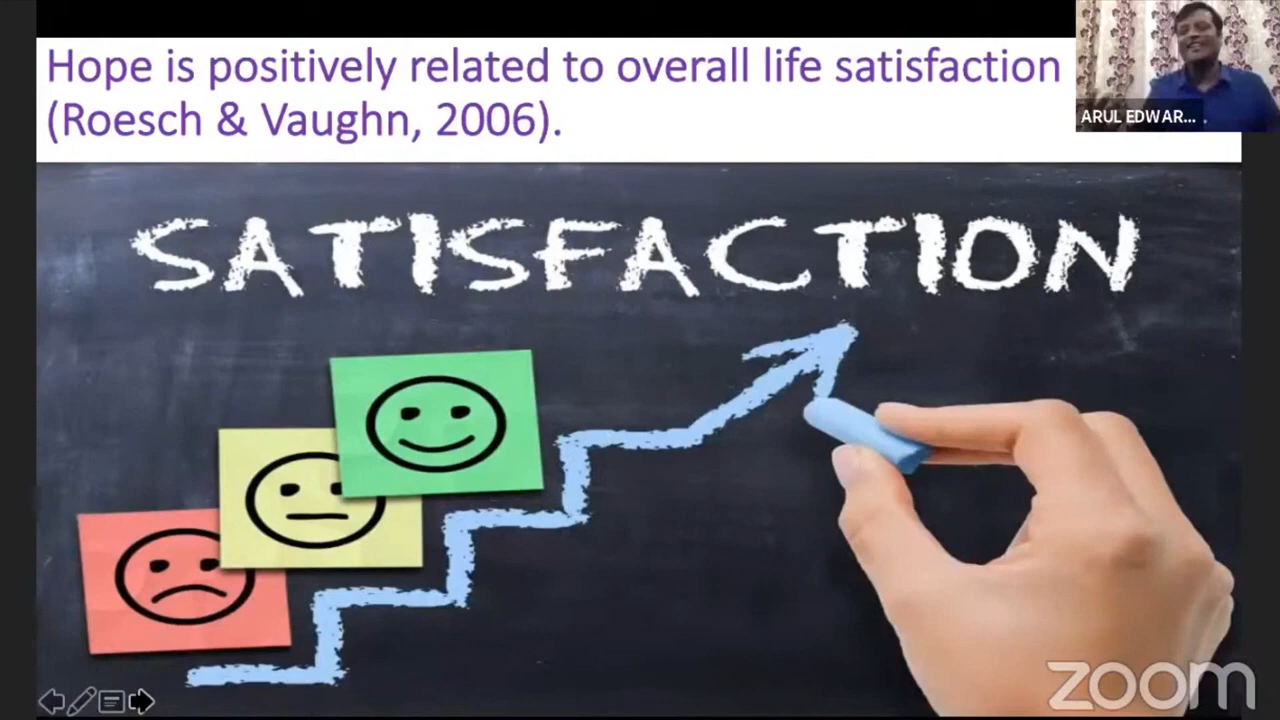 Hope is positively related to overall life satisfaction
(Roesch & Vaughn, 2006).
ARUL EDWAR...
SATISFACTION
zoom